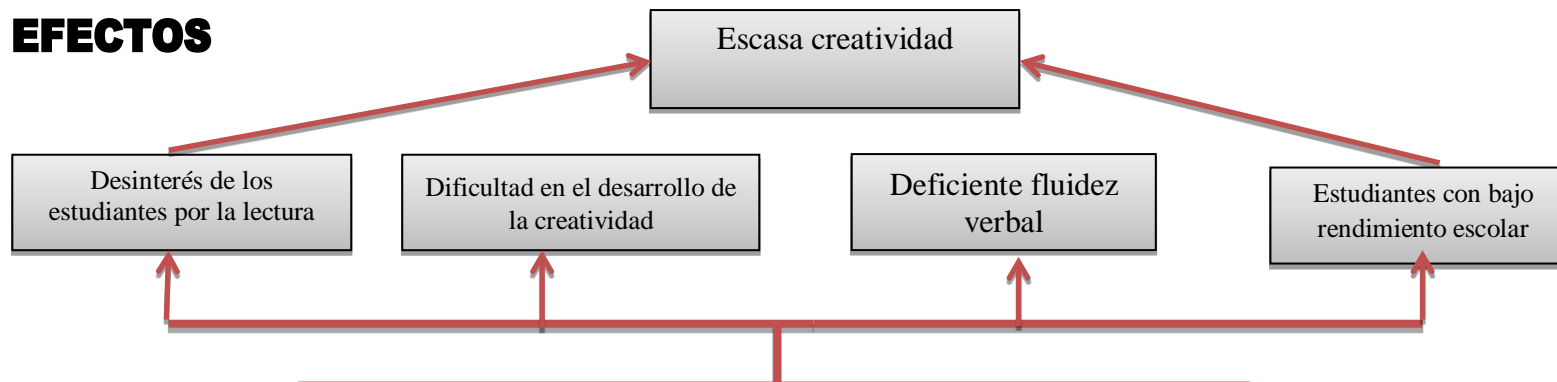 EFECTOS
Escasa creatividad
Desinterés de los
estudiantes por la lectura
Dificultad en el desarrollo de
la creatividad
Deficiente fluidez
verbal
Estudiantes con bajo
rendimiento escolar